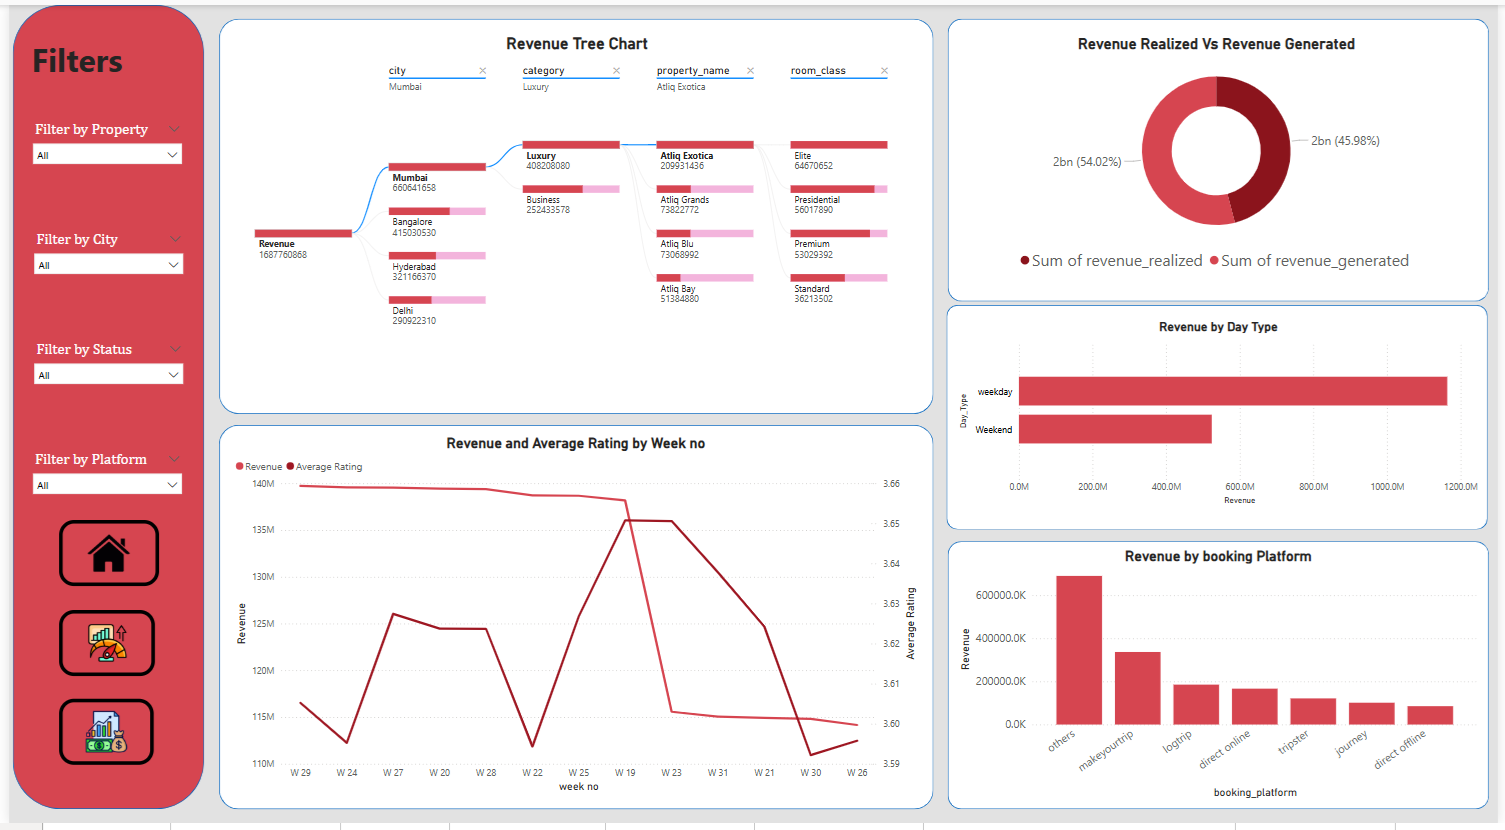 Filters
Filter by Property
All
Filter by City
All
Filter by Status
All
Filter by Platform
All
Revenue Tree Chart
city
category
property_name
room_class
Mumbai
Luxury
Atliq Exotica
Revenue
1687760868
Mumbai
660641658
Bangalore
415030530
Hyderabad
321166370
Delhi
290922310
Luxury
408208080
Business
252433578
Atliq Exotica
209931436
Atliq Grands
73822772
Atliq Blu
73068992
Atliq Bay
51384880
Elite
64670652
Presidential
56017890
Premium
53029392
Standard
36213502
Revenue and Average Rating by Week no
Revenue Average Rating
140M
135M
130M
125M
120M
115M
110M
Revenue
3.66
3.65
3.64
3.63
3.62
3.61
3.60
3.59
Average Rating
W 29 W 24 W 27 W 20 W 28 W 22 W 25 W 19 W 23 W 31 W 21 W 30 W 26
week no
Revenue Realized Vs Revenue Generated
2bn (45.98%)
2bn (54.02%)
Sum of revenue_realized Sum of revenue_generated
Revenue by Day Type
Day_Type
weekday
Weekend
0.0M 200.0M 400.0M 600.0M 800.0M 1000.0M 1200.0M
Revenue
Revenue by booking Platform
Revenue
600000.0K
400000.0K
200000.0K
0.0K
others makeyourtrip logtrip direct online tripster journey direct offline
booking_platform